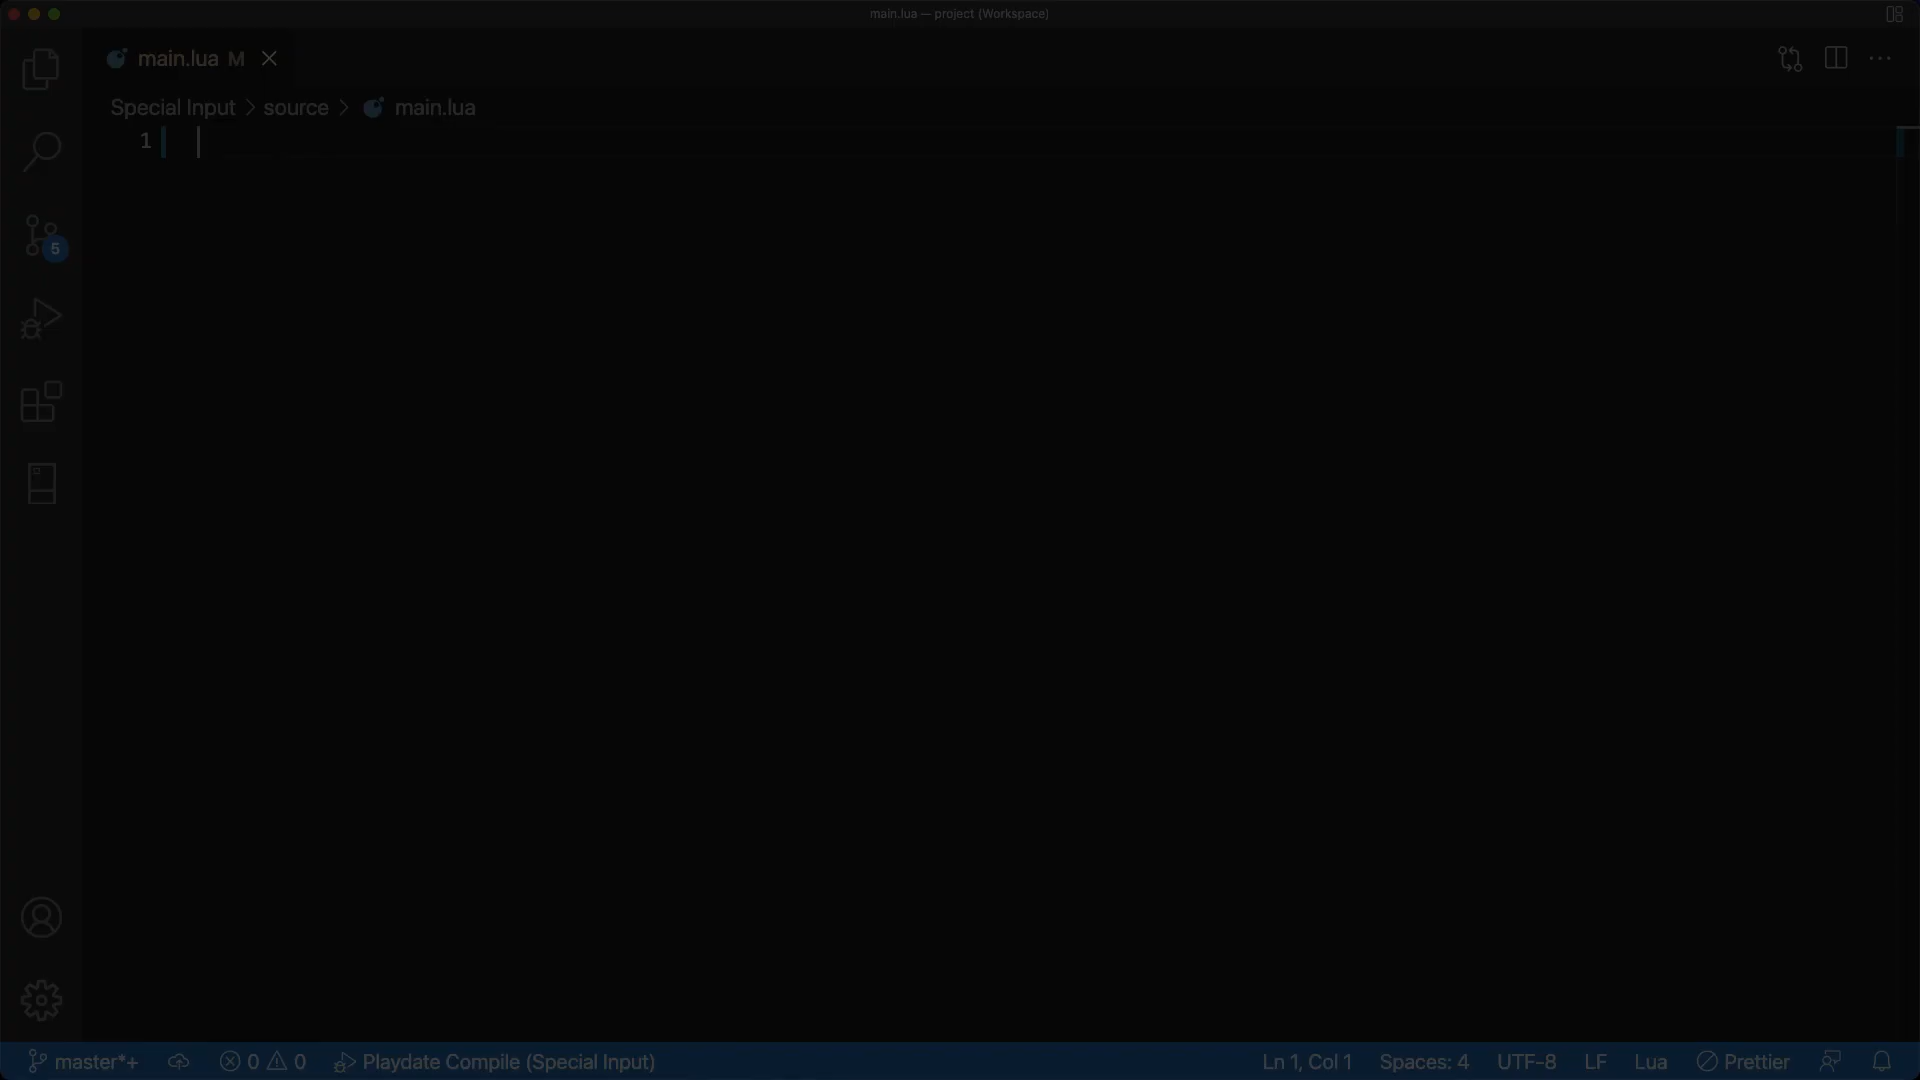 main.lua — project (Workspace)
main.lua M
Special Input > source > main.lua
1
5
master*+ 0 0 Playdate Compile (Special Input) Ln 1, Col 1 Spaces: 4 UTF-8 LF Lua Prettier